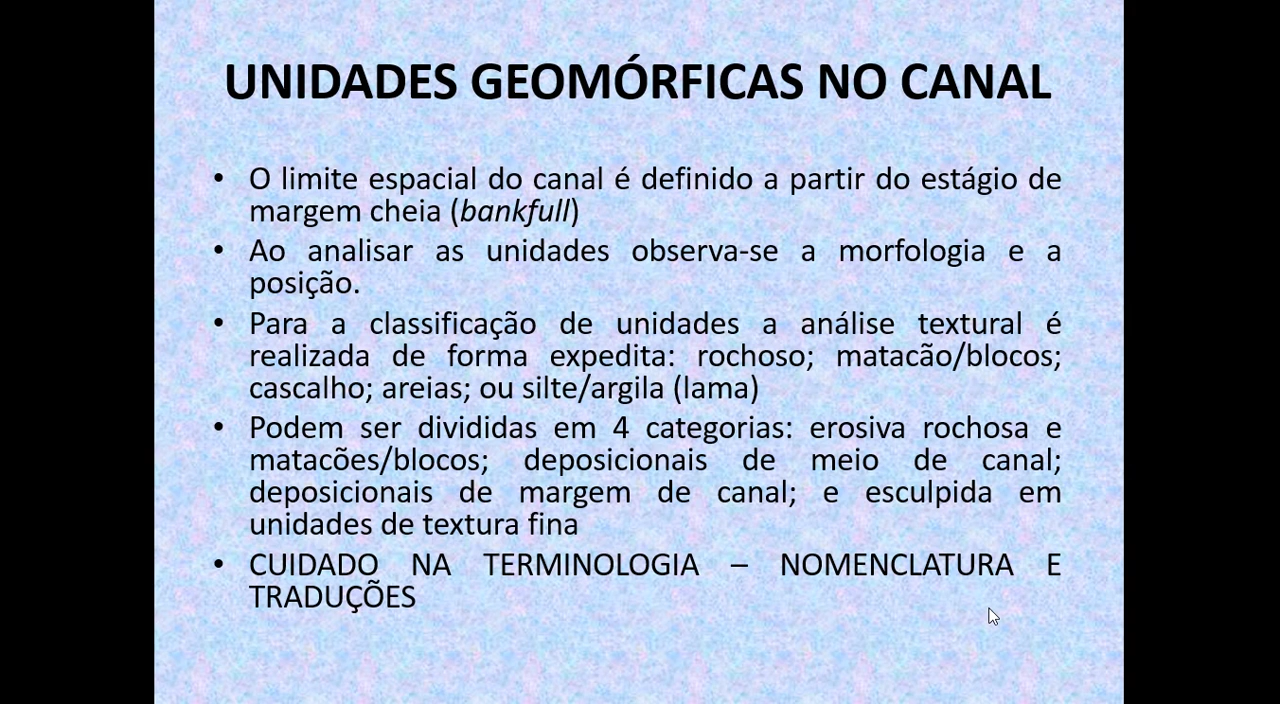 UNIDADES GEOMÓRFICAS NO CANAL
• O limite espacial do canal é definido a partir do estágio de
margem cheia (bankfull)
• Ao analisar as unidades observa-se a morfologia e a
posição.
• Para a classificação de unidades a análise textural é
realizada de forma expedita: rochoso; matacão/blocos;
cascalho; areias; ou silte/argila (lama)
• Podem ser divididas em 4 categorias: erosiva rochosa e
matacões/blocos; deposicionais de meio de canal;
deposicionais de margem de canal; e esculpida em
unidades de textura fina
• CUIDADO NA TERMINOLOGIA – NOMENCLATURA E
TRADUÇÕES